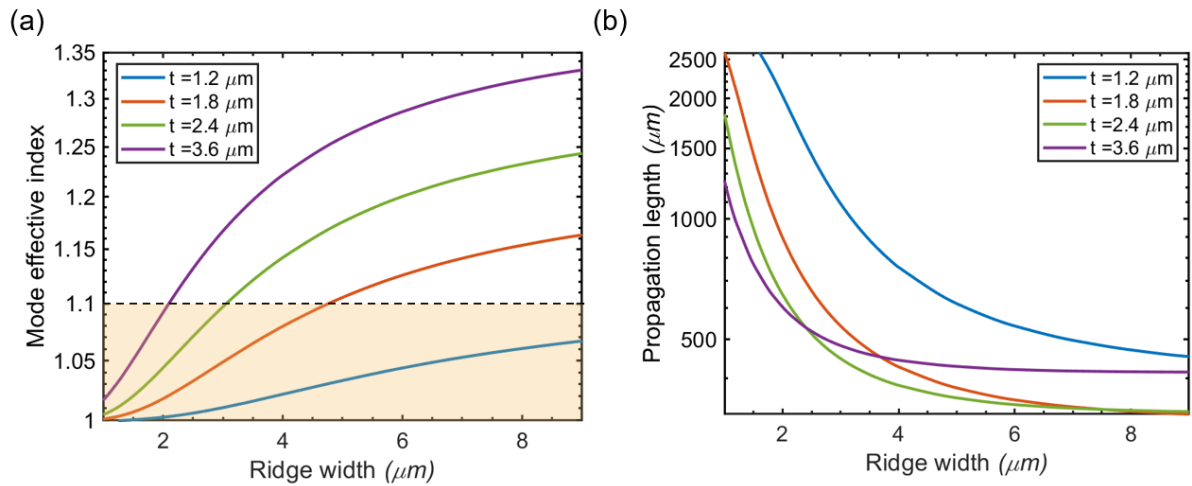 (a)
1.35
1.3
1.25
1.2
1.15
1.1
1.05
1
Mode effective index
t =1.2 μm
t =1.8 μm
t =2.4 μm
t =3.6 μm
2
4
6
8
Ridge width (μm)
(b)
2500
2000
1500
1000
500
Propagation legnth (μm)
t =1.2 μm
t =1.8 μm
t =2.4 μm
t =3.6 μm
2
4
6
8
Ridge width (μm)